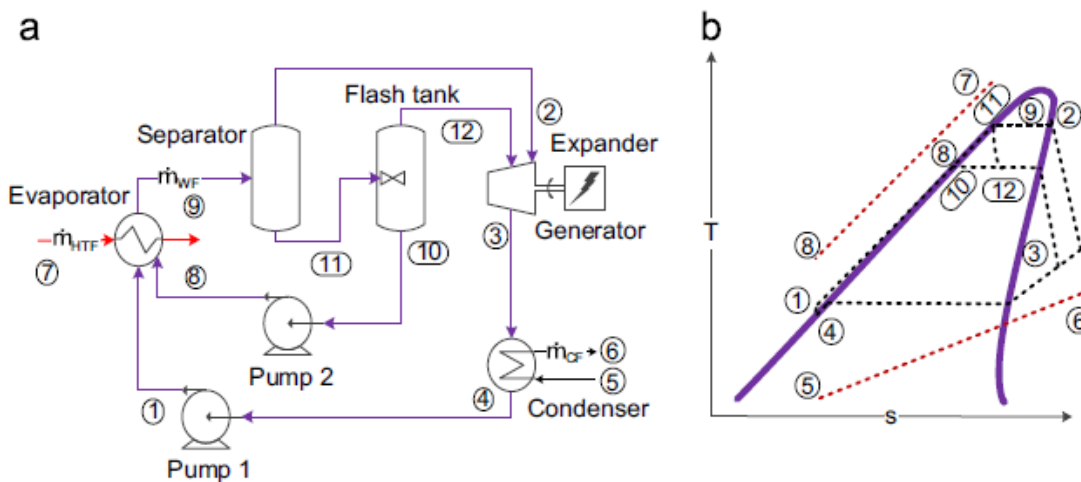 a
Flash tank
②
⑫
Separator
Expander
Evaporator
ṁWF
⑨
Generator
ṁHTF
③
⑦
⑩
⑪
⑧
ṁCF
⑥
⑤
Pump 2
④
Condenser
①
Pump 1
b
⑦
⑪
⑨
②
⑧
⑩
⑫
T
⑧
③
①
④
⑥
⑤
s